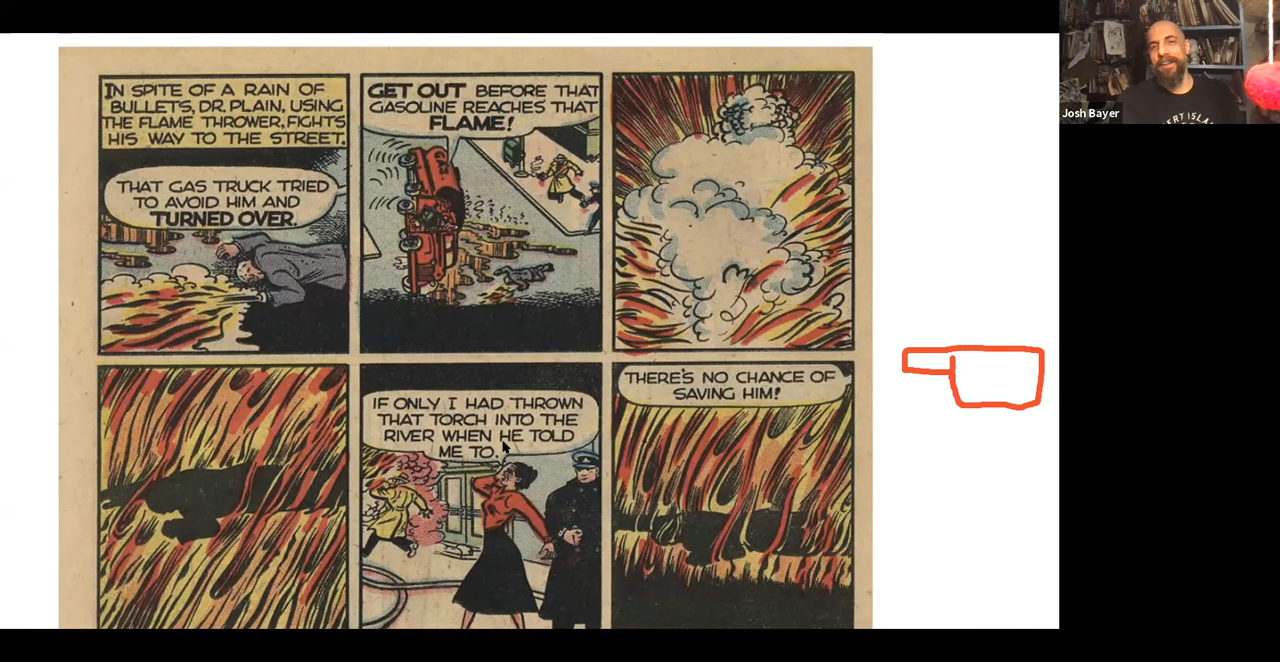 IN SPITE OF A RAIN OF
BULLETS, DR. PLAIN, USING
THE FLAME THROWER, FIGHTS
HIS WAY TO THE STREET.
THAT GAS TRUCK TRIED
TO AVOID HIM AND
TURNED OVER.
GET OUT BEFORE THAT
GASOLINE REACHES THAT
FLAME!
GAS
IF ONLY I HAD THROWN
THAT TORCH INTO THE
RIVER WHEN HE TOLD
ME TO.
THERE'S NO CHANCE OF
SAVING HIM!
Josh Bayer